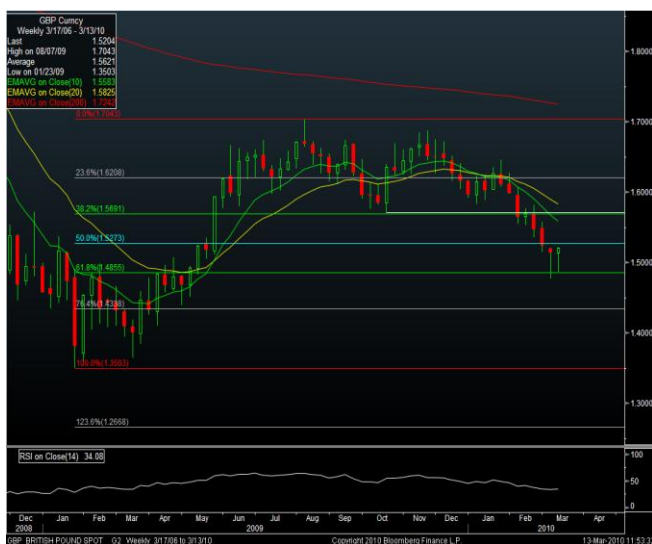 GBP Curncy
Weekly 3/17/06 - 3/13/10
Last 1.5204
High on 08/07/09 1.7043
Average 1.5621
Low on 01/23/09 1.3503
EMAVG on Close(10) 1.5583
EMAVG on Close(20) 1.5825
EMAVG on Close(200) 1.7242
1.8000
0.0%(1.7043)
1.7000
23.6%(1.6208)
1.6000
38.2%(1.5691)
50.0%(1.5273)
1.5000
61.8%(1.4855)
76.4%(1.4338)
1.4000
100.0%(1.3503)
1.3000
123.6%(1.2668)
RSI on Close(14) 34.08
100
50
0
Dec Jan Feb Mar Apr May Jun Jul Aug Sep Oct Nov Dec Jan Feb Mar Apr
2008 2009 2010
GBP BRITISH POUND SPOT G2 Weekly 3/17/06 to 3/13/10 Copyright 2010 Bloomberg Finance L.P. 13-Mar-2010 11:53:3